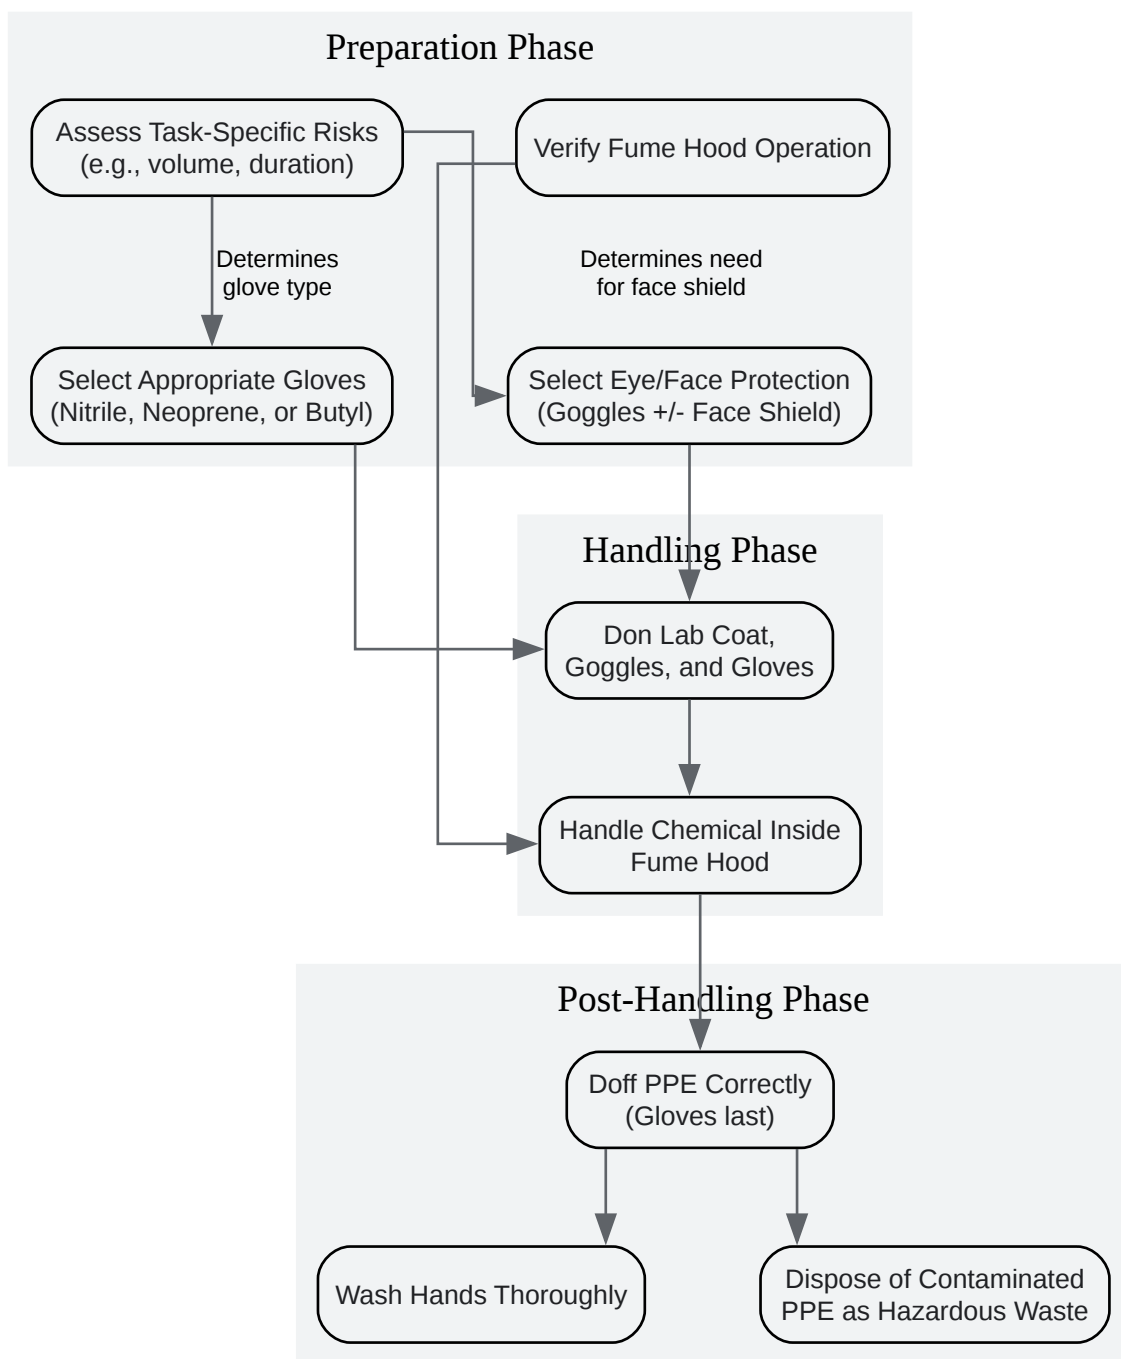 Preparation Phase
Assess Task-Specific Risks
(e.g., volume, duration)
Verify Fume Hood Operation
Determines
glove type
Determines need
for face shield
Select Appropriate Gloves
(Nitrile, Neoprene, or Butyl)
Select Eye/Face Protection
(Goggles +/- Face Shield)
Handling Phase
Don Lab Coat,
Goggles, and Gloves
Handle Chemical Inside
Fume Hood
Post-Handling Phase
Doff PPE Correctly
(Gloves last)
Wash Hands Thoroughly
Dispose of Contaminated
PPE as Hazardous Waste